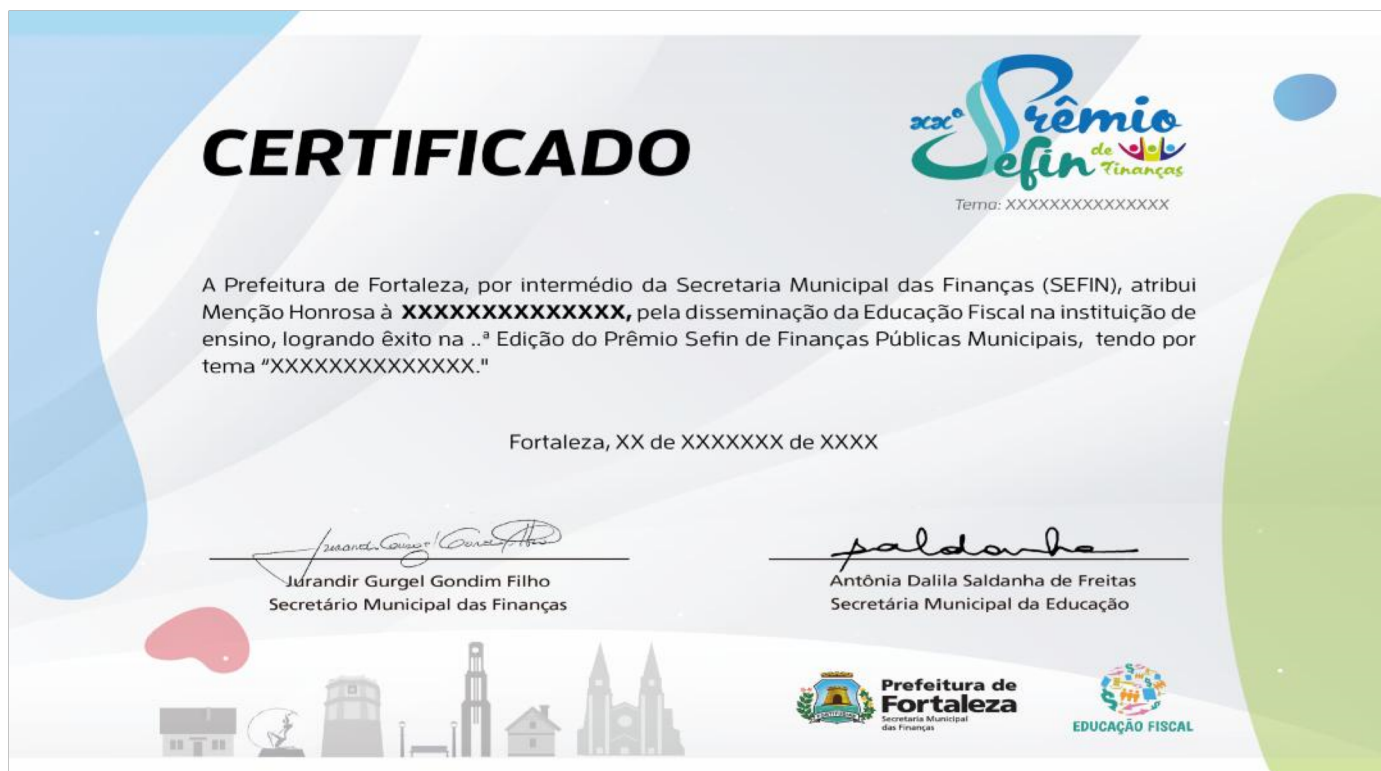 CERTIFICADO
xxº Prêmio
Sefin de Finanças
Tema: XXXXXXXXXXXXXXX
A Prefeitura de Fortaleza, por intermédio da Secretaria Municipal das Finanças (SEFIN), atribui
Menção Honrosa à XXXXXXXXXXXXXX, pela disseminação da Educação Fiscal na instituição de
ensino, logrando êxito na ..ª Edição do Prêmio Sefin de Finanças Públicas Municipais, tendo por
tema “XXXXXXXXXXXXXX."
Fortaleza, XX de XXXXXXX de XXXX
saldanha
Jurandir Gurgel Gondim Filho
Secretário Municipal das Finanças
Antônia Dalila Saldanha de Freitas
Secretária Municipal da Educação
Prefeitura de
Fortaleza
Secretaria Municipal
das Finanças
EDUCAÇÃO FISCAL